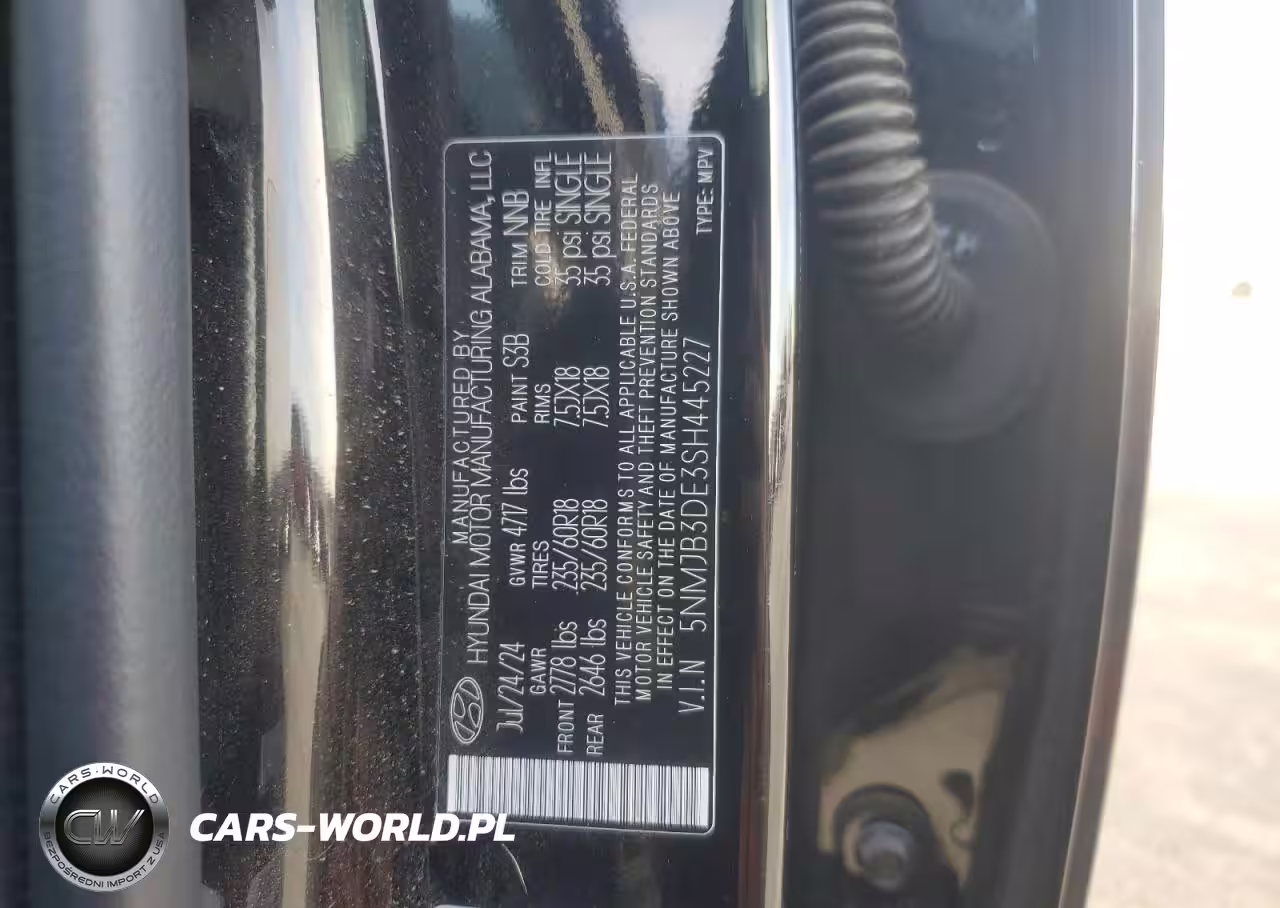 MANUFACTURED BY
HYUNDAI MOTOR MANUFACTURING ALABAMA, LLC
Jul/24/24 GVWR 4717 lbs PAINT S3B TRIM NNB
GAWR TIRES RIMS COLD TIRE INFL
FRONT 2778 lbs 235/60R18 7.5JX18 35 psi SINGLE
REAR 2646 lbs 235/60R18 7.5JX18 35 psi SINGLE
THIS VEHICLE CONFORMS TO ALL APPLICABLE U.S.A. FEDERAL
MOTOR VEHICLE SAFETY AND THEFT PREVENTION STANDARDS
IN EFFECT ON THE DATE OF MANUFACTURE SHOWN ABOVE
V.I.N 5NMJB3DE3SH445227 TYPE: MPV
CARS-WORLD
CW
BEZPOŚREDNI IMPORT Z USA
CARS-WORLD.PL